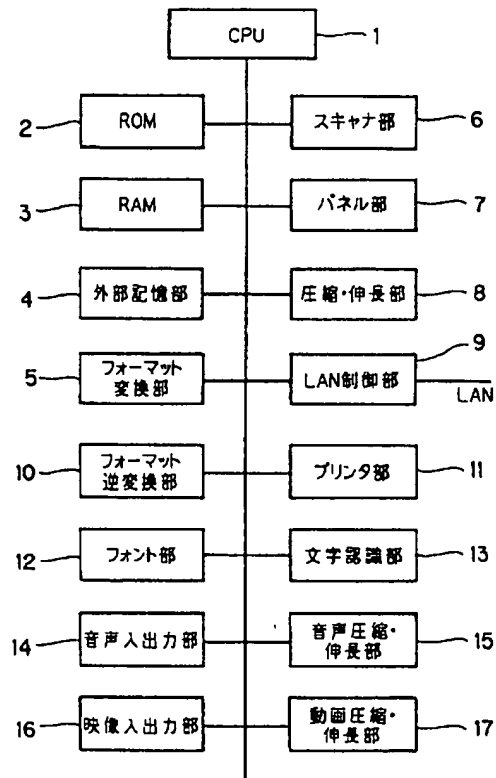 CPU
1
2
ROM
スキャナ部
6
3
RAM
パネル部
7
4
外部記憶部
圧縮・伸長部
8
9
5
フォーマット
変換部
LAN制御部
LAN
10
フォーマット
逆変換部
プリンタ部
11
12
フォント部
文字認識部
13
14
音声入出力部
音声圧縮・
伸長部
15
16
映像入出力部
動画圧縮・
伸長部
17